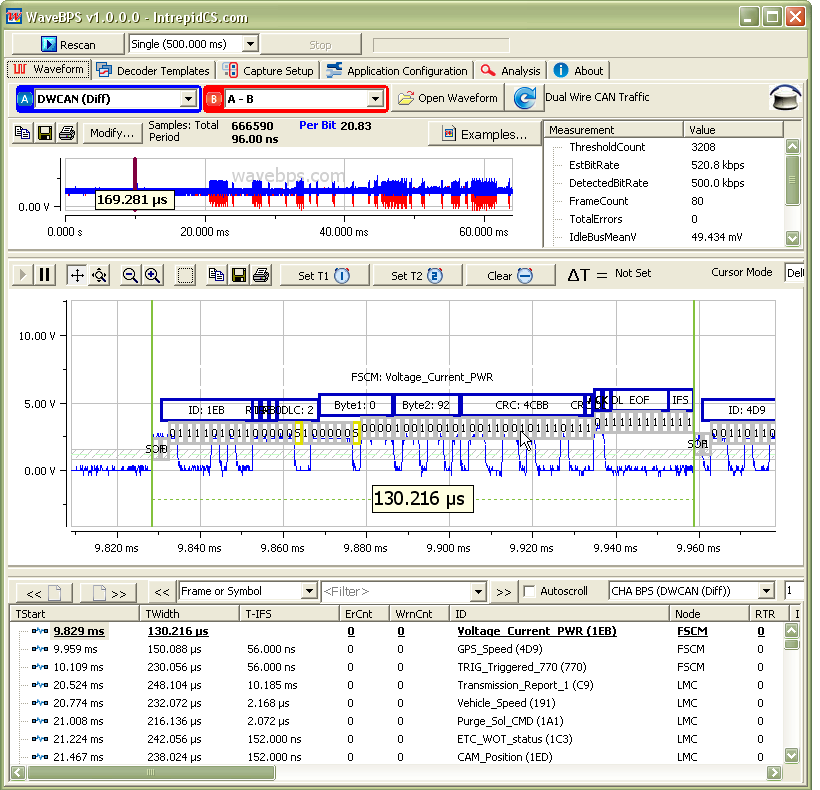 WaveBPS v1.0.0.0 - IntrepidCS.com
Rescan Single (500.000 ms) Stop
Waveform Decoder Templates Capture Setup Application Configuration Analysis About
A DWCAN (Diff) B A - B Open Waveform Dual Wire CAN Traffic
Modify... Samples: Total 666590 Per Bit 20.83 Examples...
Period 96.00 ns
Measurement Value
ThresholdCount 3208
EstBitRate 520.8 kbps
DetectedBitRate 500.0 kbps
FrameCount 80
TotalErrors 0
IdleBusMeanV 49.434 mV
wavebps.com
169.281 µs
0.00 V
0.000 s 20.000 ms 40.000 ms 60.000 ms
Set T1 1 Set T2 2 Clear ΔT = Not Set Cursor Mode
10.00 V
FSCM: Voltage_Current_PWR
5.00 V
ID: 1EB DLC: 2 Byte1: 0 Byte2: 92 CRC: 4CBB EOF IFS ID: 4D9
0.00 V
130.216 µs
9.820 ms 9.840 ms 9.860 ms 9.880 ms 9.900 ms 9.920 ms 9.940 ms 9.960 ms
<< >> << Frame or Symbol <Filter> >> Autoscroll CHA BPS (DWCAN (Diff)) 1
TStart TWidth T-IFS ErCnt WrnCnt ID Node RTR I
9.829 ms 130.216 µs 0 0 Voltage_Current_PWR (1EB) FSCM 0
9.959 ms 150.088 µs 56.000 ns 0 0 GPS_Speed (4D9) FSCM 0
10.109 ms 230.056 µs 56.000 ns 0 0 TRIG_Triggered_770 (770) FSCM 0
20.524 ms 248.104 µs 10.185 ms 0 0 Transmission_Report_1 (C9) LMC 0
20.774 ms 232.072 µs 2.168 µs 0 0 Vehicle_Speed (191) LMC 0
21.008 ms 216.136 µs 2.072 µs 0 0 Purge_Sol_CMD (1A1) LMC 0
21.224 ms 242.056 µs 152.000 ns 0 0 ETC_WOT_status (1C3) LMC 0
21.467 ms 238.024 µs 152.000 ns 0 0 CAM_Position (1ED) LMC 0